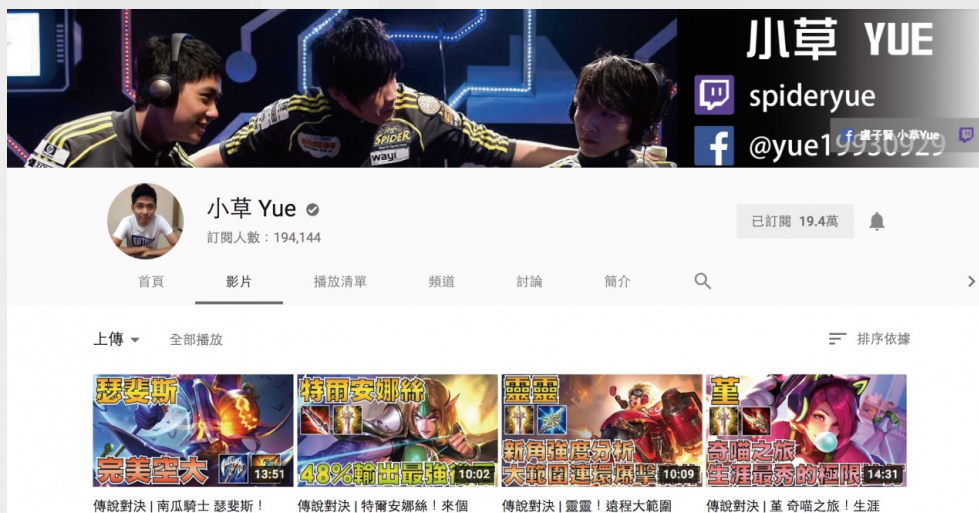 小草 YUE
spideryue
@yue19930929
盧子賢 小草Yue
SPIDER
wayi
小草 Yue
訂閱人數：194,144
已訂閱 19.4萬
首頁 影片 播放清單 頻道 討論 簡介
上傳 全部播放 排序依據
瑟斐斯
完美空大
13:51
特爾安娜絲
48%輸出最強
10:02
靈靈
新角強度分析
大範圍連環爆擊
10:09
堇
奇喵之旅
生涯最秀的極限
14:31
傳說對決 | 南瓜騎士 瑟斐斯！
傳說對決 | 特爾安娜絲！來個
傳說對決 | 靈靈！遠程大範圍
傳說對決 | 堇 奇喵之旅！生涯